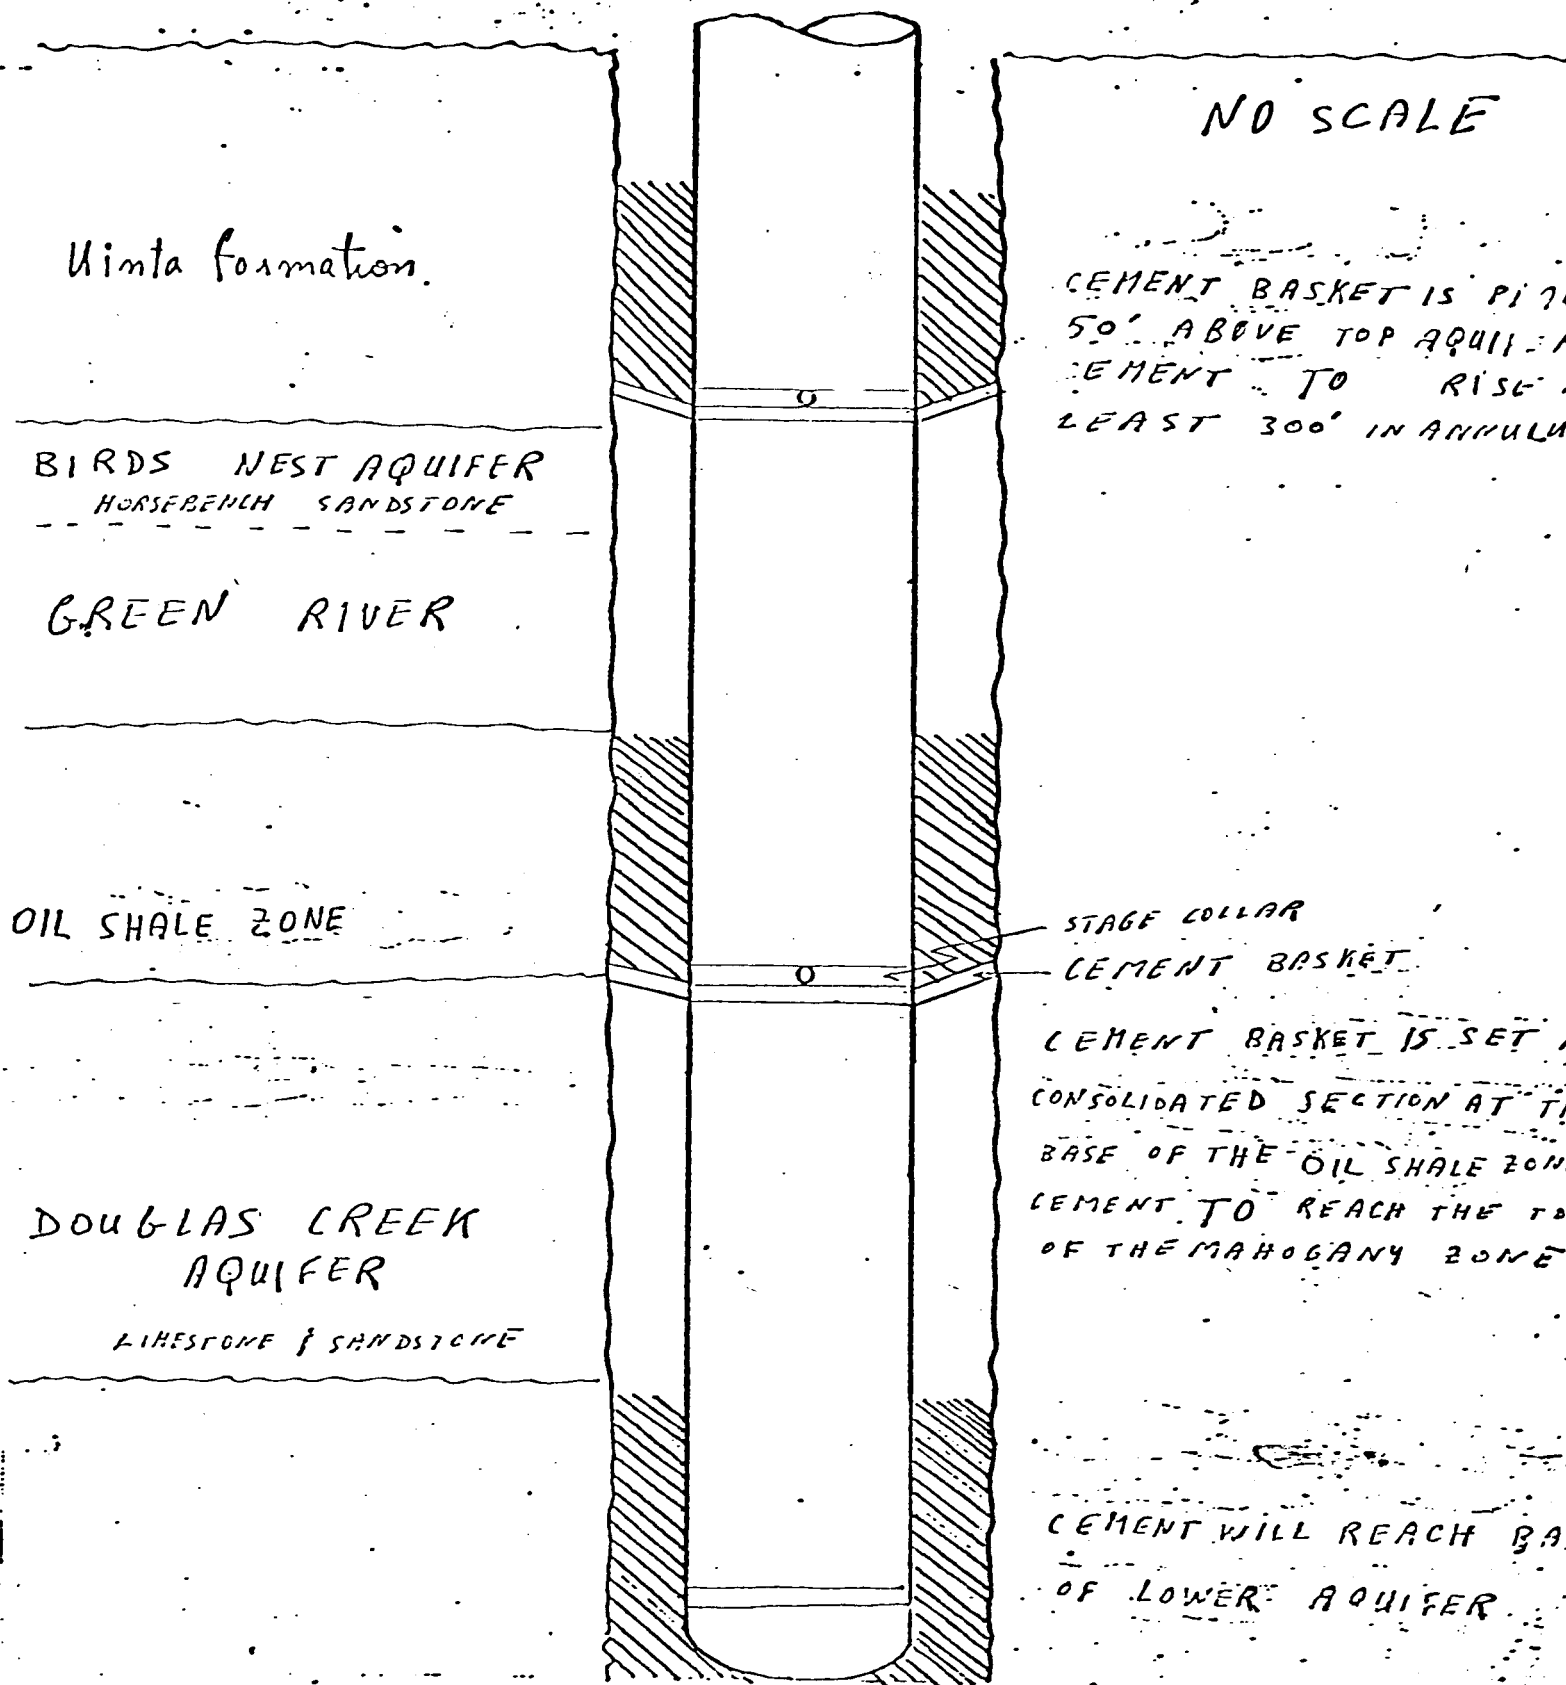 NO SCALE
Uinta formation.
CEMENT BASKET IS
50' ABOVE TOP
TO RISE
LEAST 300' IN ANNULU
BIRDS NEST AQUIFER
HORSEBENCH SANDSTONE
GREEN RIVER
OIL SHALE ZONE
STAGE COLLAR
CEMENT BASKET
CEMENT BASKET IS SET
CONSOLIDATED SECTION AT
BASE OF THE OIL SHALE ZON
CEMENT TO REACH THE
OF THE MAHOGANY ZONE
DOUGLAS CREEK
AQUIFER
LIMESTONE & SANDSTONE
CEMENT WILL REACH BA
OF LOWER AQUIFER